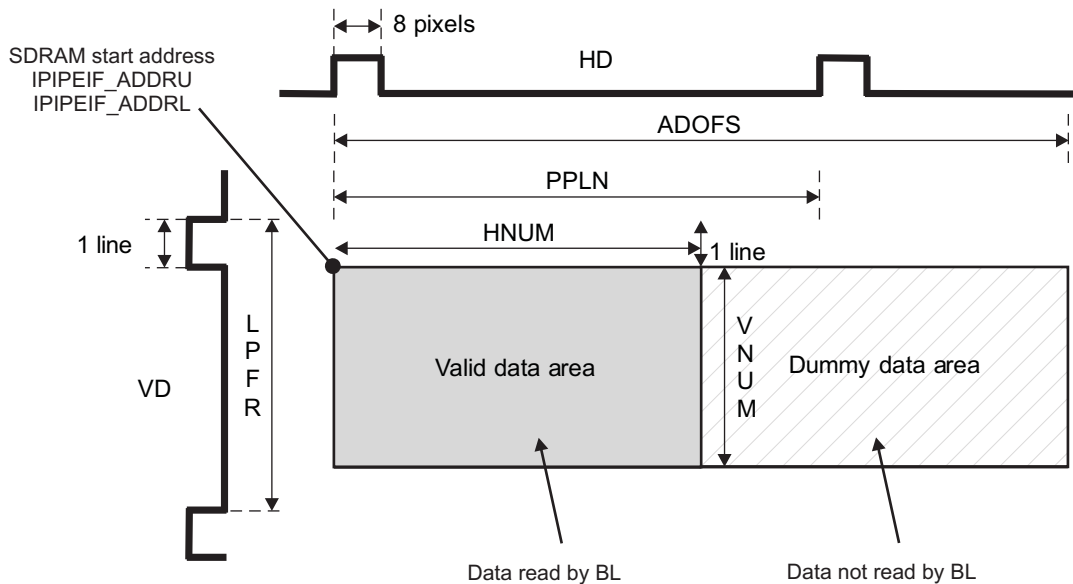 8 pixels
SDRAM start address
IPIPEIF_ADDRU
IPIPEIF_ADDRL
HD
ADOFS
PPLN
HNUM
1 line
1 line
L
P
F
R
VD
Valid data area
V
N
U
M
Dummy data area
Data read by BL
Data not read by BL